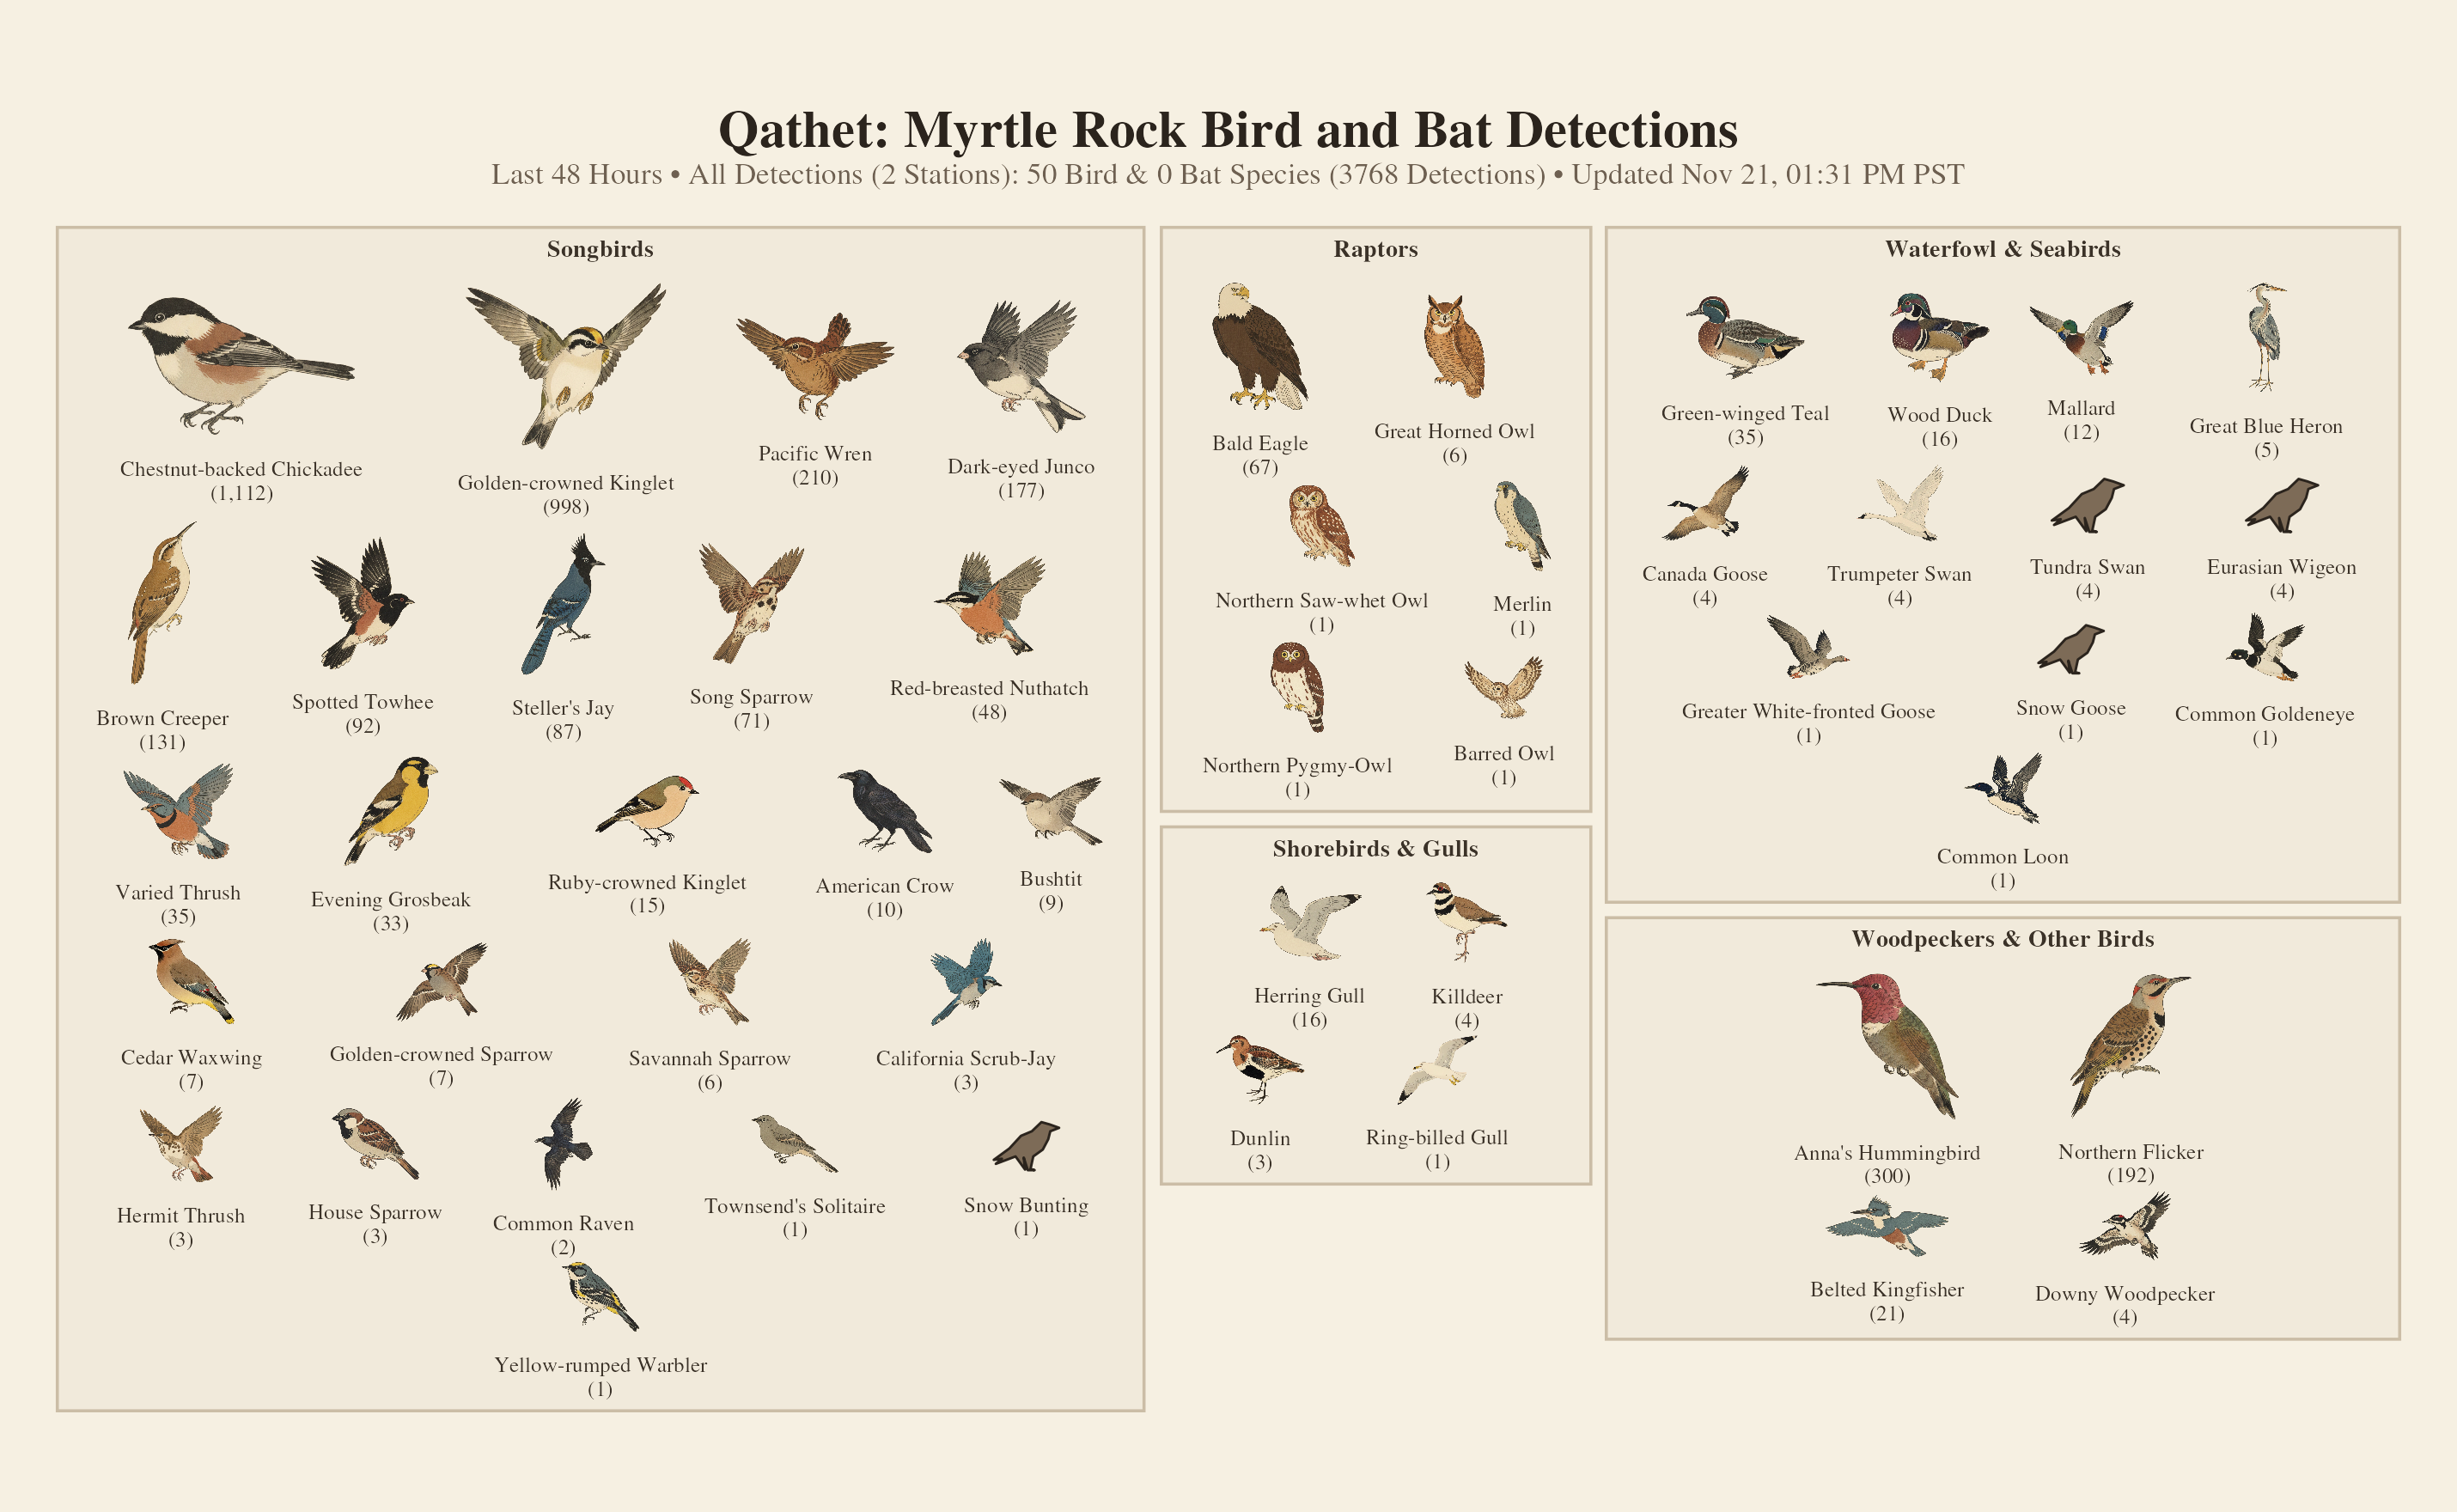 Qathet: Myrtle Rock Bird and Bat Detections
Last 48 Hours • All Detections (2 Stations): 50 Bird & 0 Bat Species (3768 Detections) • Updated Nov 21, 01:31 PM PST
Songbirds
Chestnut-backed Chickadee
(1,112)
Golden-crowned Kinglet
(998)
Pacific Wren
(210)
Dark-eyed Junco
(177)
Brown Creeper
(131)
Spotted Towhee
(92)
Steller's Jay
(87)
Song Sparrow
(71)
Red-breasted Nuthatch
(48)
Varied Thrush
(35)
Evening Grosbeak
(33)
Ruby-crowned Kinglet
(15)
American Crow
(10)
Bushtit
(9)
Cedar Waxwing
(7)
Golden-crowned Sparrow
(7)
Savannah Sparrow
(6)
California Scrub-Jay
(3)
Hermit Thrush
(3)
House Sparrow
(3)
Common Raven
(2)
Townsend's Solitaire
(1)
Snow Bunting
(1)
Yellow-rumped Warbler
(1)
Raptors
Bald Eagle
(67)
Great Horned Owl
(6)
Northern Saw-whet Owl
(1)
Merlin
(1)
Northern Pygmy-Owl
(1)
Barred Owl
(1)
Shorebirds & Gulls
Herring Gull
(16)
Killdeer
(4)
Dunlin
(3)
Ring-billed Gull
(1)
Waterfowl & Seabirds
Green-winged Teal
(35)
Wood Duck
(16)
Mallard
(12)
Great Blue Heron
(5)
Canada Goose
(4)
Trumpeter Swan
(4)
Tundra Swan
(4)
Eurasian Wigeon
(4)
Greater White-fronted Goose
(1)
Snow Goose
(1)
Common Goldeneye
(1)
Common Loon
(1)
Woodpeckers & Other Birds
Anna's Hummingbird
(300)
Northern Flicker
(192)
Belted Kingfisher
(21)
Downy Woodpecker
(4)